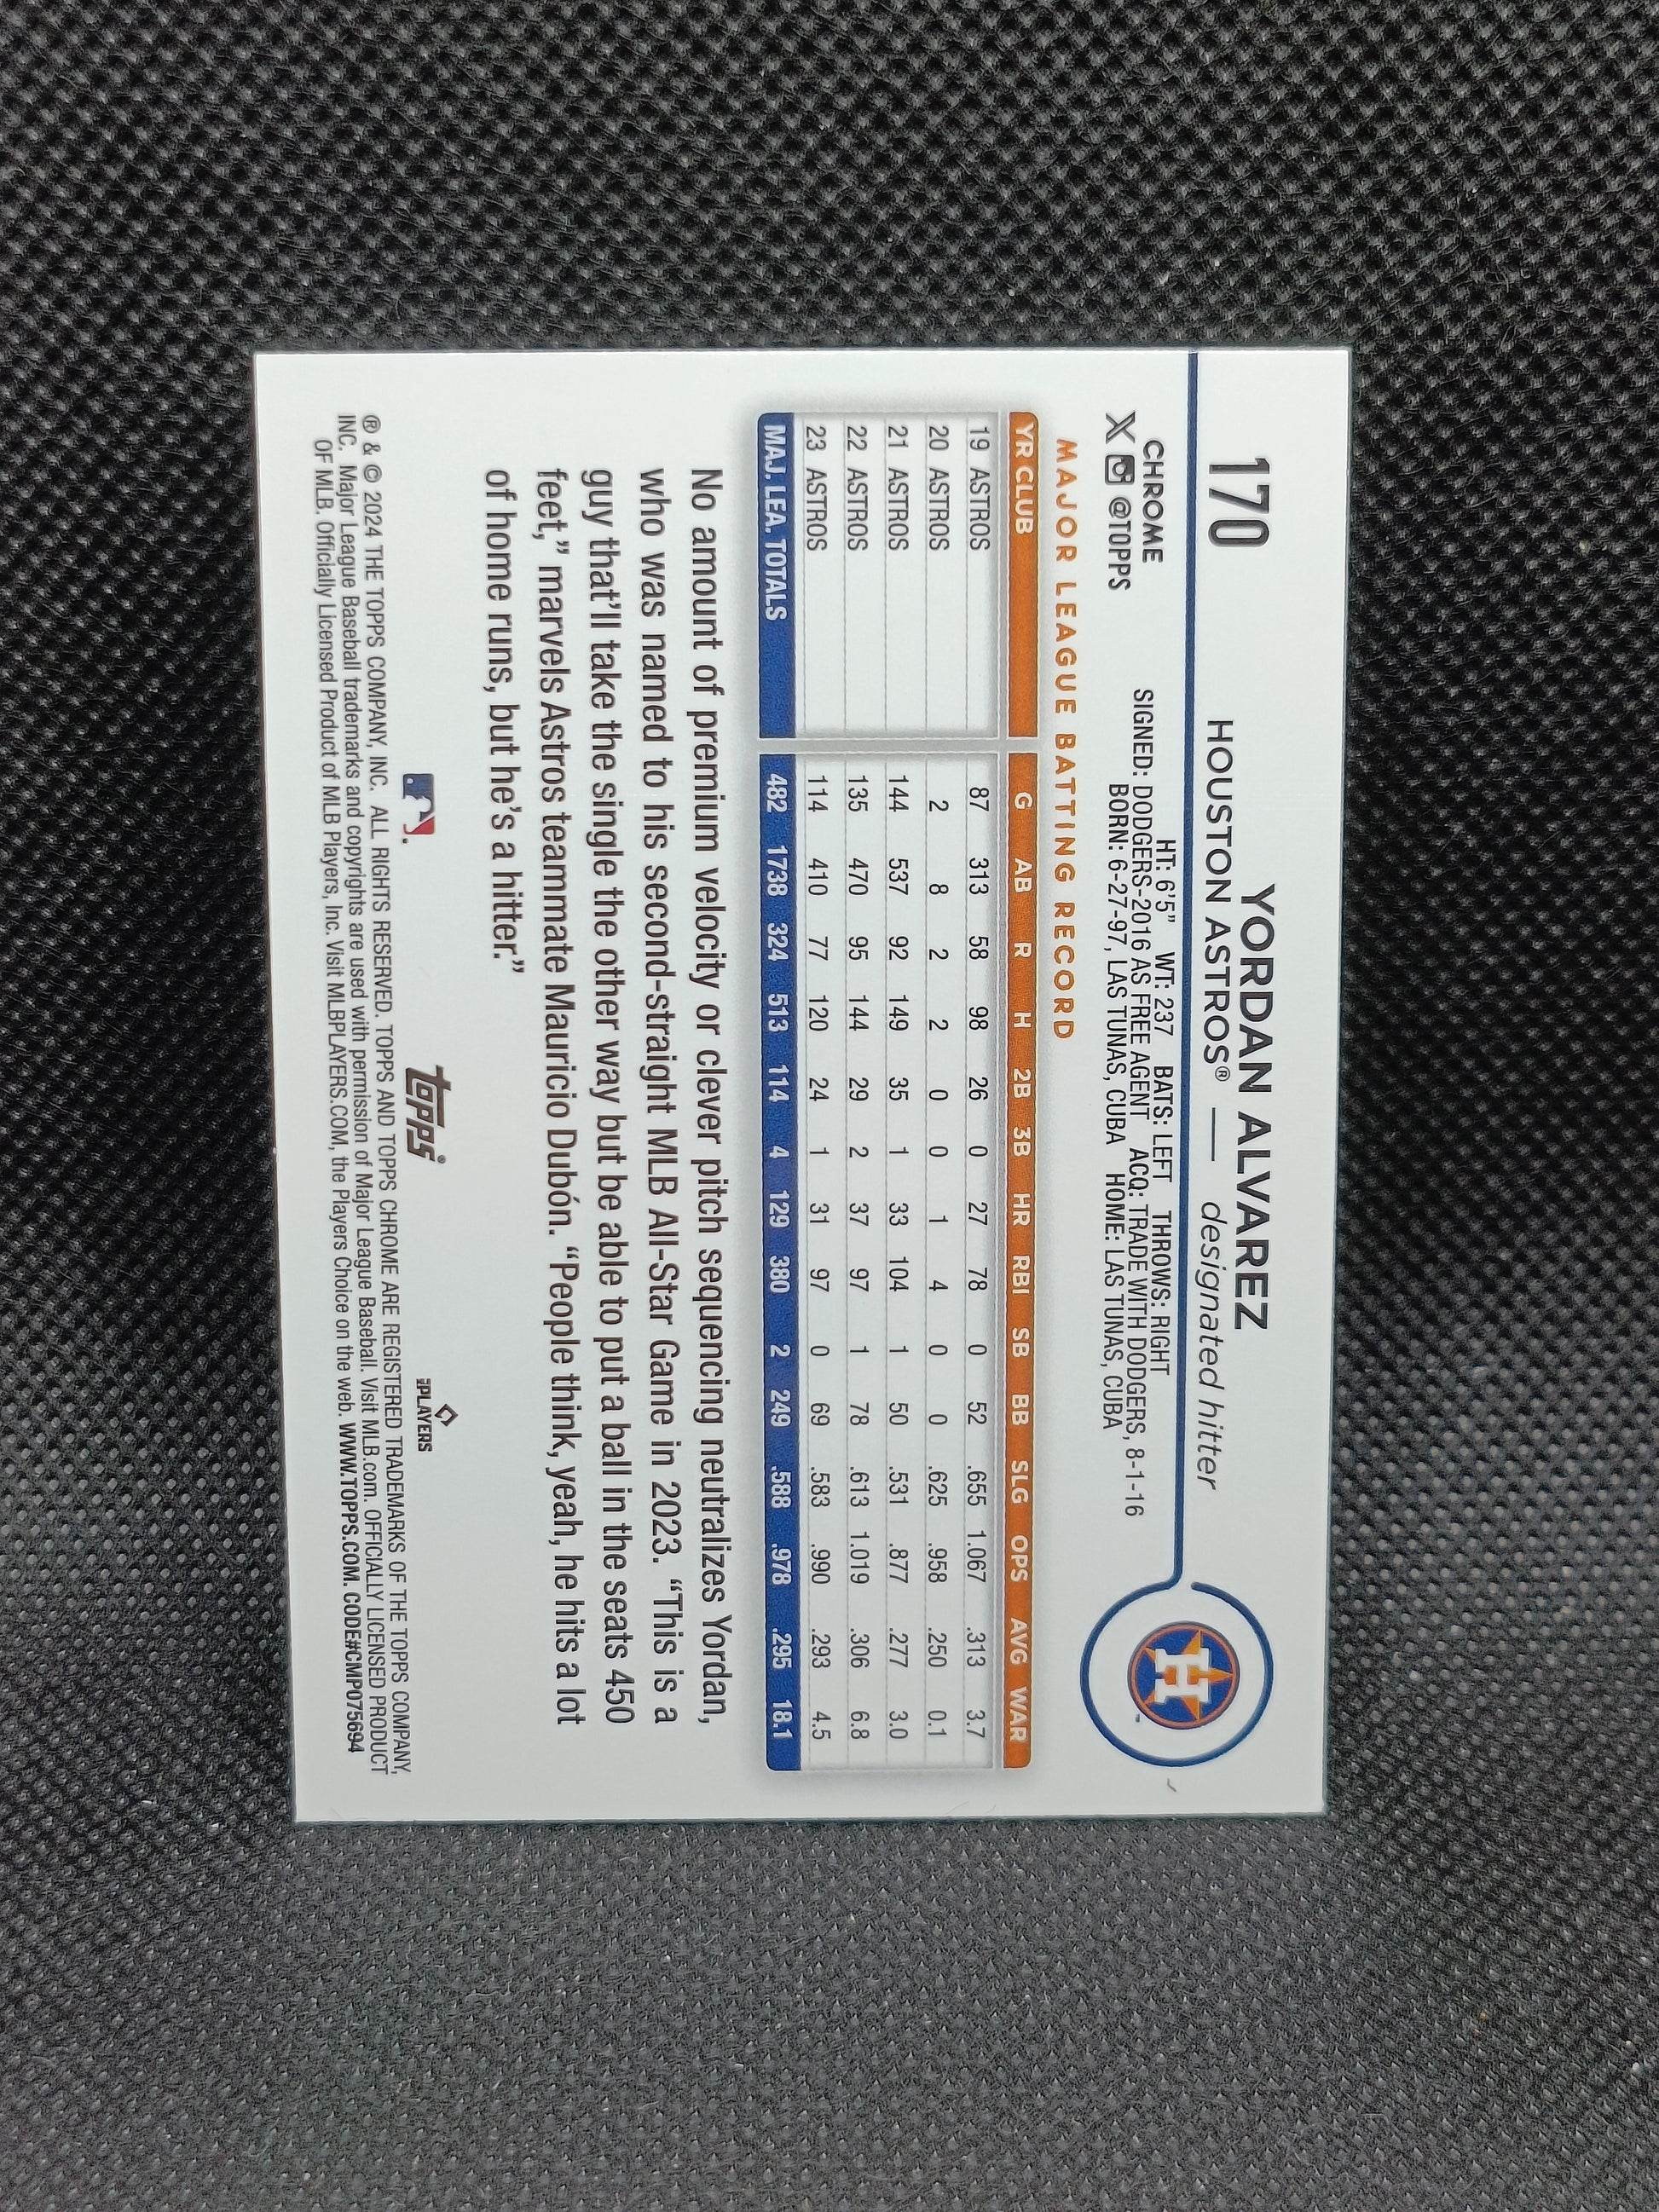 170
YORDAN ALVAREZ
HOUSTON ASTROS® — designated hitter
CHROME
X @TOPPS
HT: 6'5" WT: 237 BATS: LEFT THROWS: RIGHT
SIGNED: DODGERS-2016 AS FREE AGENT ACQ: TRADE WITH DODGERS, 8-1-16
BORN: 6-27-97, LAS TUNAS, CUBA HOME: LAS TUNAS, CUBA
H
MAJOR LEAGUE BATTING RECORD
YR CLUB G AB R H 2B 3B HR RBI SB BB SLG OPS AVG WAR
19 ASTROS 87 313 58 98 26 0 27 78 0 52 .655 1.067 .313 3.7
20 ASTROS 2 8 2 2 0 0 1 4 0 0 .625 .958 .250 0.1
21 ASTROS 144 537 92 149 35 1 33 104 1 50 .531 .877 .277 3.0
22 ASTROS 135 470 95 144 29 2 37 97 1 78 .613 1.019 .306 6.8
23 ASTROS 114 410 77 120 24 1 31 97 0 69 .583 .990 .293 4.5
MAJ. LEA. TOTALS 482 1738 324 513 114 4 129 380 2 249 .588 .978 .295 18.1
No amount of premium velocity or clever pitch sequencing neutralizes Yordan,
who was named to his second-straight MLB All-Star Game in 2023. “This is a
guy that’ll take the single the other way but be able to put a ball in the seats 450
feet,” marvels Astros teammate Mauricio Dubón. “People think, yeah, he hits a lot
of home runs, but he’s a hitter.”
topps®
PLAYERS
® & © 2024 THE TOPPS COMPANY, INC. ALL RIGHTS RESERVED. TOPPS AND TOPPS CHROME ARE REGISTERED TRADEMARKS OF THE TOPPS COMPANY,
INC. Major League Baseball trademarks and copyrights are used with permission of Major League Baseball. Visit MLB.com. OFFICIALLY LICENSED PRODUCT
OF MLB. Officially Licensed Product of MLB Players, Inc. Visit MLBPLAYERS.COM, the Players Choice on the web. WWW.TOPPS.COM. CODE#CMP075694